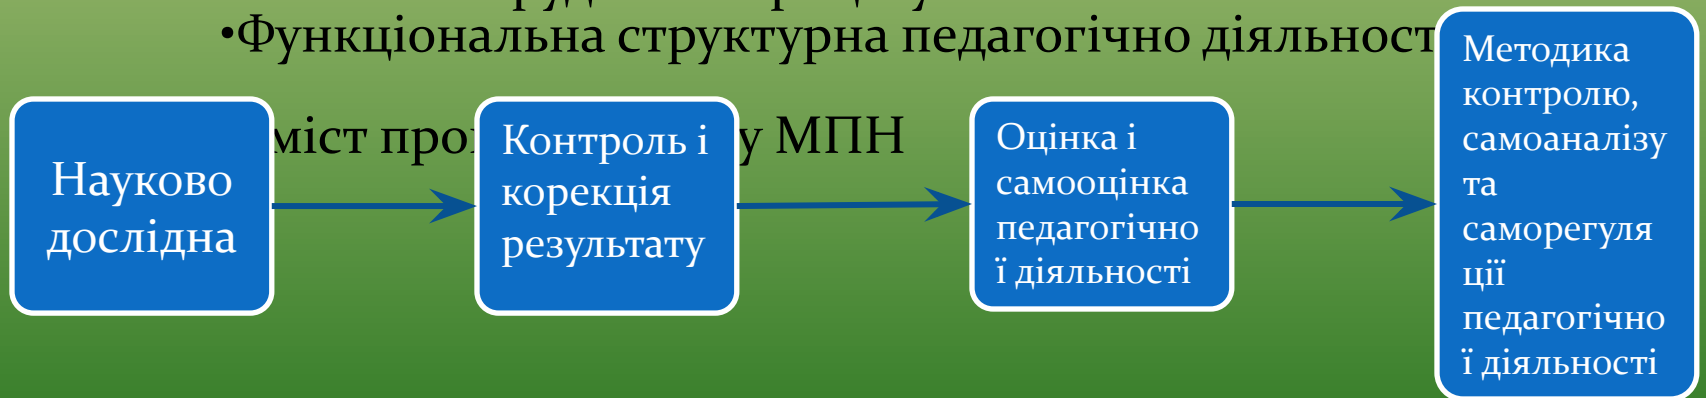 •Функціональна структурна педагогічно діяльност
міст про
у МПН
Науково
дослідна
Контроль і
корекція
результату
Оцінка і
самооцінка
педагогічно
ї діяльності
Методика
контролю,
самоаналізу
та
саморегуля
ції
педагогічно
ї діяльності